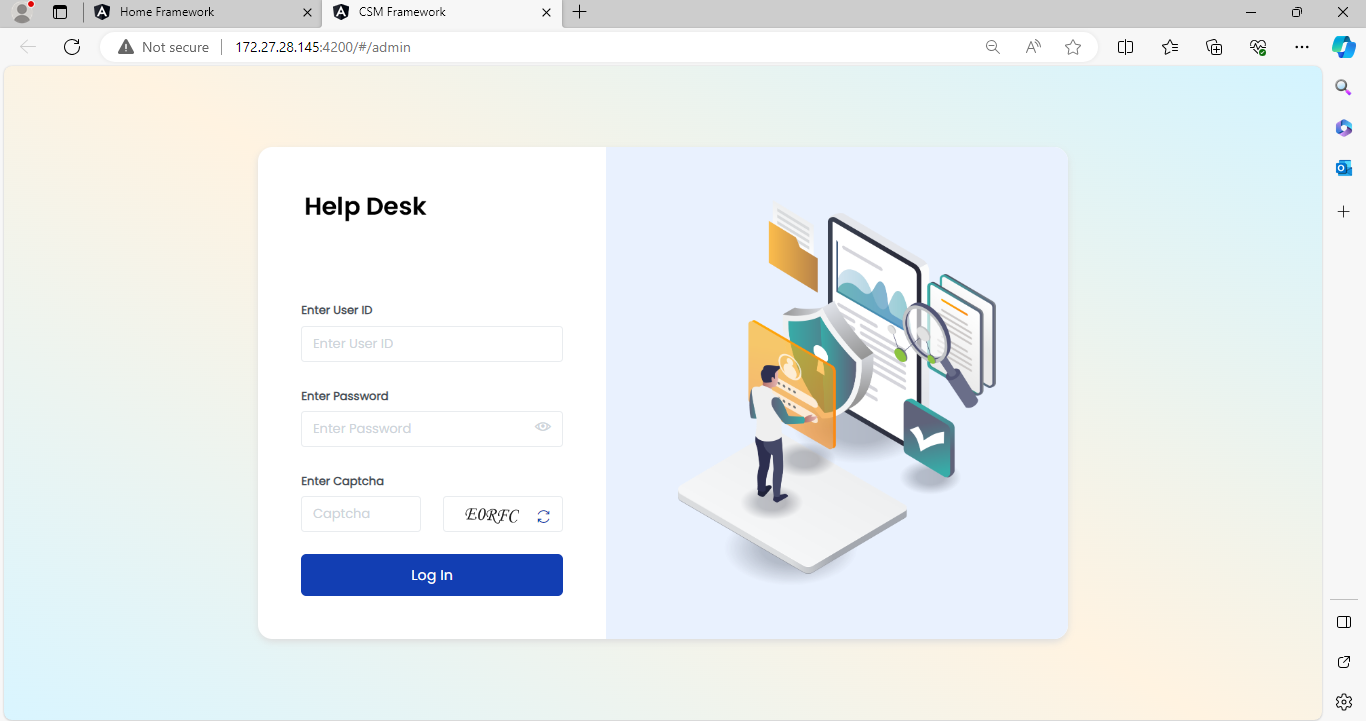 Home Framework
CSM Framework
Not secure
172.27.28.145:4200/#/admin
Help Desk
Enter User ID
Enter User ID
Enter Password
Enter Password
Enter Captcha
Captcha
E0RFC
Log In